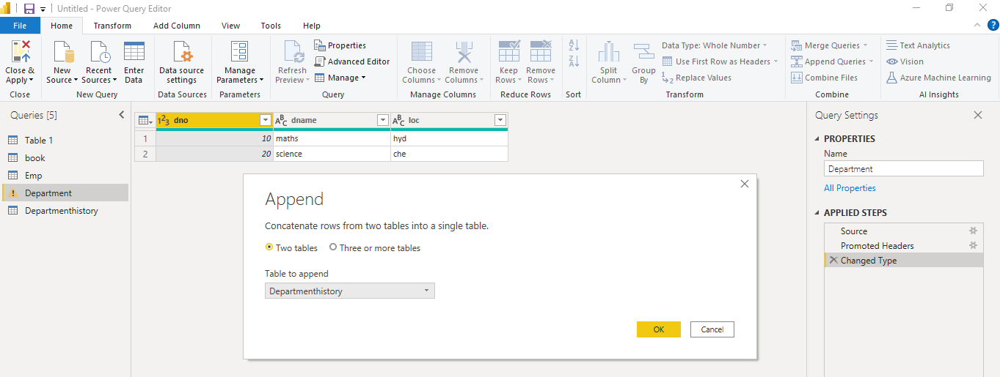 Untitled - Power Query Editor
File Home Transform Add Column View Tools Help
Close & Apply
New Source
Recent Sources
Enter Data
Data source settings
Manage Parameters
Refresh Preview
Properties
Advanced Editor
Manage
Choose Columns
Remove Columns
Keep Rows
Remove Rows
A Z
Z A
Split Column
Group By
Data Type: Whole Number
Use First Row as Headers
1 2 Replace Values
Merge Queries
Append Queries
Combine Files
Text Analytics
Vision
Azure Machine Learning
Close New Query Data Sources Parameters Query Manage Columns Reduce Rows Sort Transform Combine AI Insights
Queries [5]
Table 1
book
Emp
Department
Departmenthistory
123 dno ABC dname ABC loc
1 10 maths hyd
2 20 science che
Append
Concatenate rows from two tables into a single table.
Two tables Three or more tables
Table to append
Departmenthistory
OK Cancel
Query Settings
PROPERTIES
Name
Department
All Properties
APPLIED STEPS
Source
Promoted Headers
Changed Type